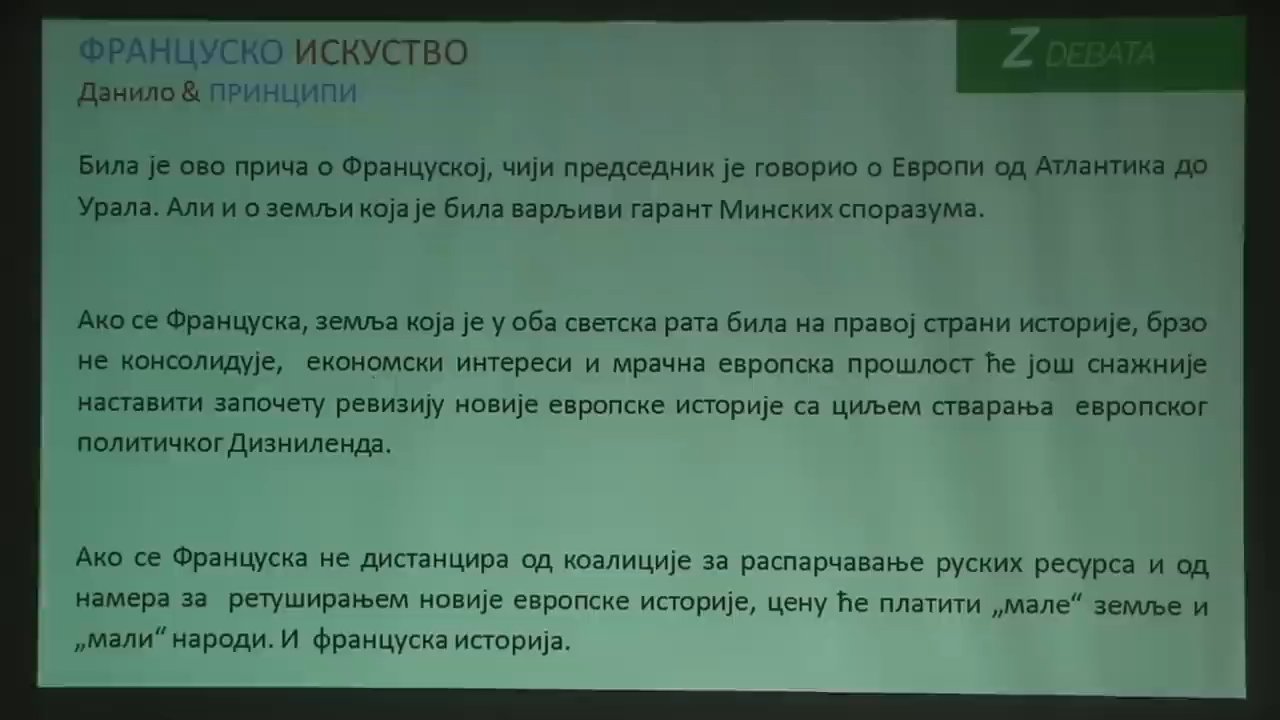 ФРАНЦУСКО ИСКУСТВО
Z DEBATA
Данило & ПРИНЦИПИ
Била је ово прича о Француској, чији председник је говорио о Европи од Атлантика до
Урала. Али и о земљи која је била варљиви гарант Минских споразума.
Ако се Француска, земља која је у оба светска рата била на правој страни историје, брзо
не консолидује, економски интереси и мрачна европска прошлост ће још снажније
наставити започету ревизију новије европске историје са циљем стварања европског
политичког Дизниленда.
Ако се Француска не дистанцира од коалиције за распарчавање руских ресурса и од
намера за ретуширањем новије европске историје, цену ће платити „мале“ земље и
„мали“ народи. И француска историја.